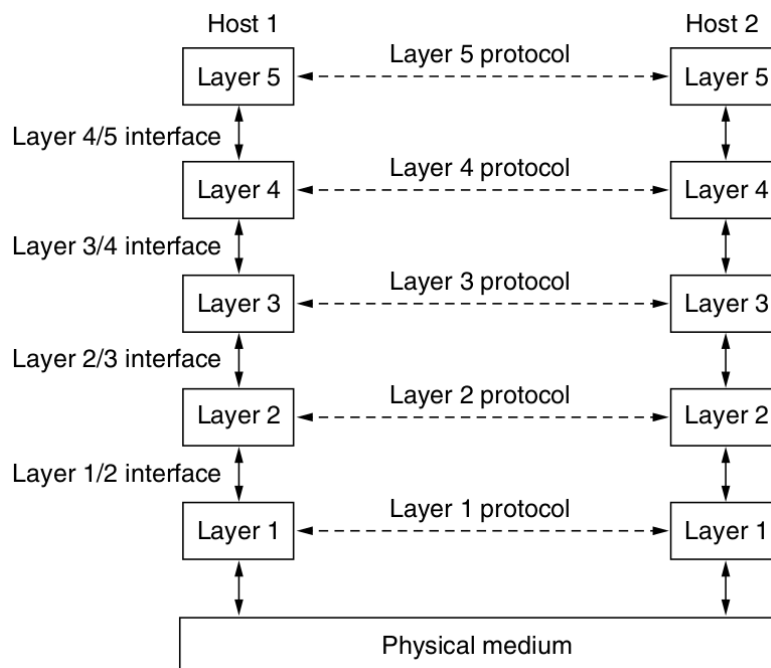 Host 1
Host 2
Layer 5
Layer 5 protocol
Layer 5
Layer 4/5 interface
Layer 4
Layer 4 protocol
Layer 4
Layer 3/4 interface
Layer 3
Layer 3 protocol
Layer 3
Layer 2/3 interface
Layer 2
Layer 2 protocol
Layer 2
Layer 1/2 interface
Layer 1
Layer 1 protocol
Layer 1
Physical medium